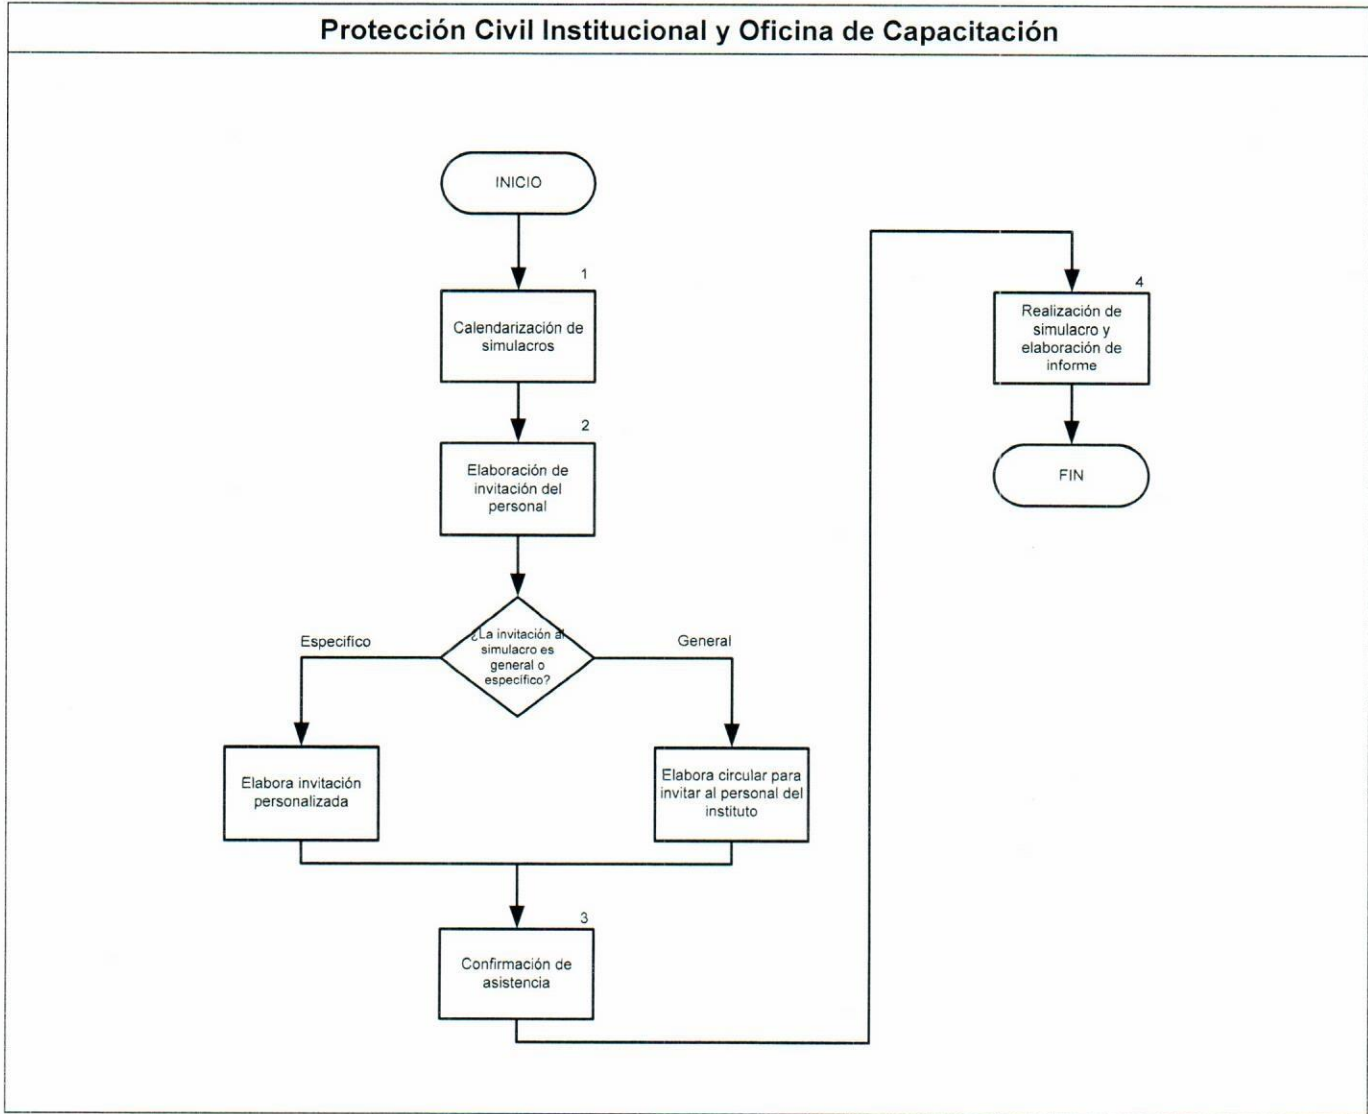 Protección Civil Institucional y Oficina de Capacitación
INICIO
1
Calendarización de
simulacros
2
Elaboración de
invitación del
personal
¿La invitación al
simulacro es
general o
específico?
Especifico
General
Elabora invitación
personalizada
Elabora circular para
invitar al personal del
instituto
3
Confirmación de
asistencia
4
Realización de
simulacro y
elaboración de
informe
FIN